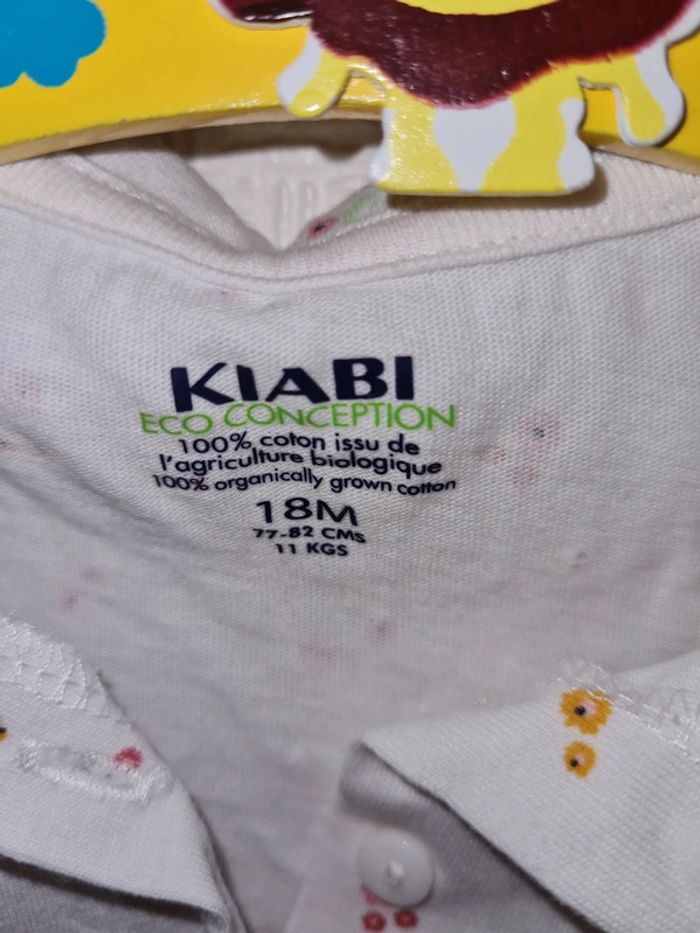 KIABI
ECO CONCEPTION
100% coton issu de
l'agriculture biologique
100% organically grown cotton
18M
77-82 CMs
11 KGS